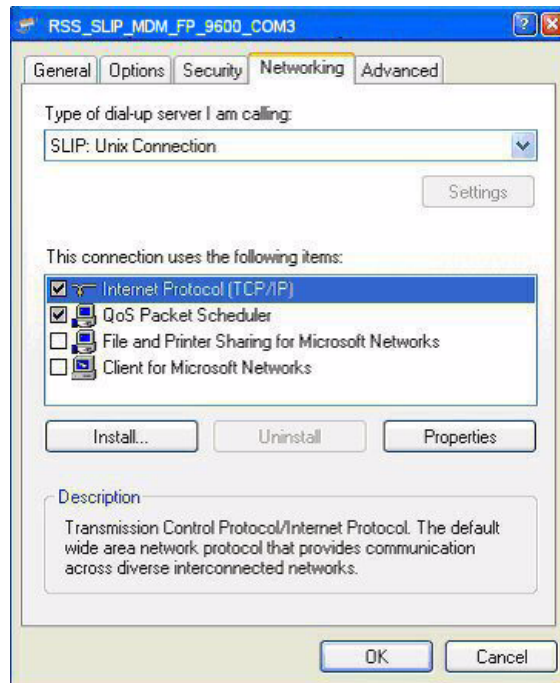 RSS_SLIP_MDM_FP_9600_COM3
General Options Security Networking Advanced
Type of dial-up server I am calling:
SLIP: Unix Connection
Settings
This connection uses the following items:
Internet Protocol (TCP/IP)
QoS Packet Scheduler
File and Printer Sharing for Microsoft Networks
Client for Microsoft Networks
Install... Uninstall Properties
Description
Transmission Control Protocol/Internet Protocol. The default
wide area network protocol that provides communication
across diverse interconnected networks.
OK Cancel